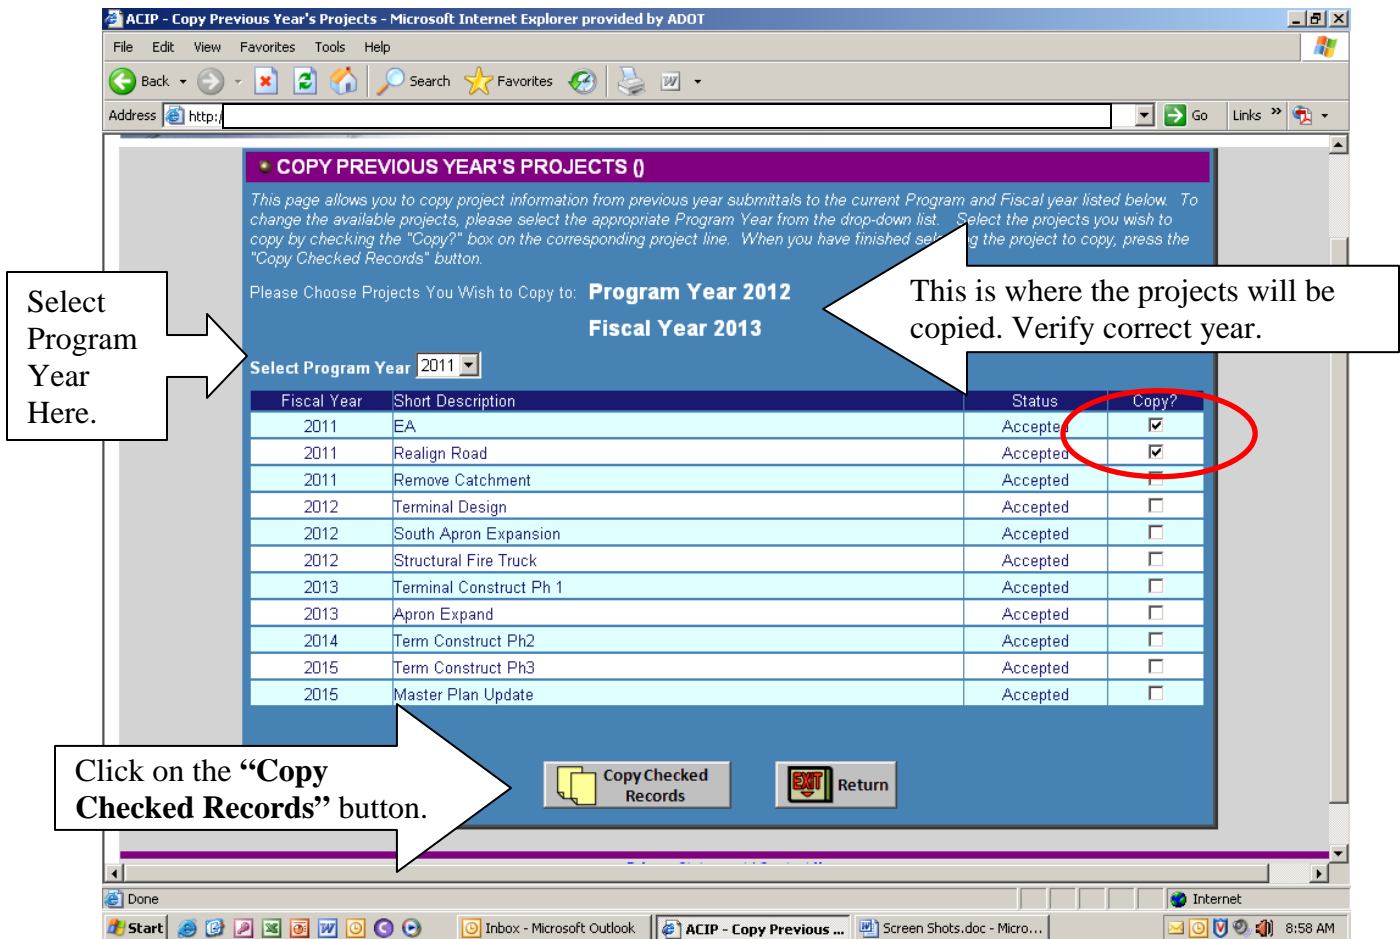 ACIP - Copy Previous Year's Projects - Microsoft Internet Explorer provided by ADOT
File Edit View Favorites Tools Help
Back Search Favorites
Address http:/ Go Links »
COPY PREVIOUS YEAR'S PROJECTS ()
This page allows you to copy project information from previous year submittals to the current Program and Fiscal year listed below. To
change the available projects, please select the appropriate Program Year from the drop-down list. Select the projects you wish to
copy by checking the "Copy?" box on the corresponding project line. When you have finished the project to copy, press the
"Copy Checked Records" button.
Please Choose Projects You Wish to Copy to: Program Year 2012
Fiscal Year 2013
This is where the projects will be
copied. Verify correct year.
Select
Program
Year
Here.
Select Program Year 2011
Fiscal Year Short Description Status Copy?
2011 EA Accepted
2011 Realign Road Accepted
2011 Remove Catchment Accepted
2012 Terminal Design Accepted
2012 South Apron Expansion Accepted
2012 Structural Fire Truck Accepted
2013 Terminal Construct Ph 1 Accepted
2013 Apron Expand Accepted
2014 Term Construct Ph2 Accepted
2015 Term Construct Ph3 Accepted
2015 Master Plan Update Accepted
Click on the “Copy
Checked Records” button.
Copy Checked
Records
EXIT Return
Done Internet
Start Inbox - Microsoft Outlook ACIP - Copy Previous ... Screen Shots.doc - Micro... 8:58 AM